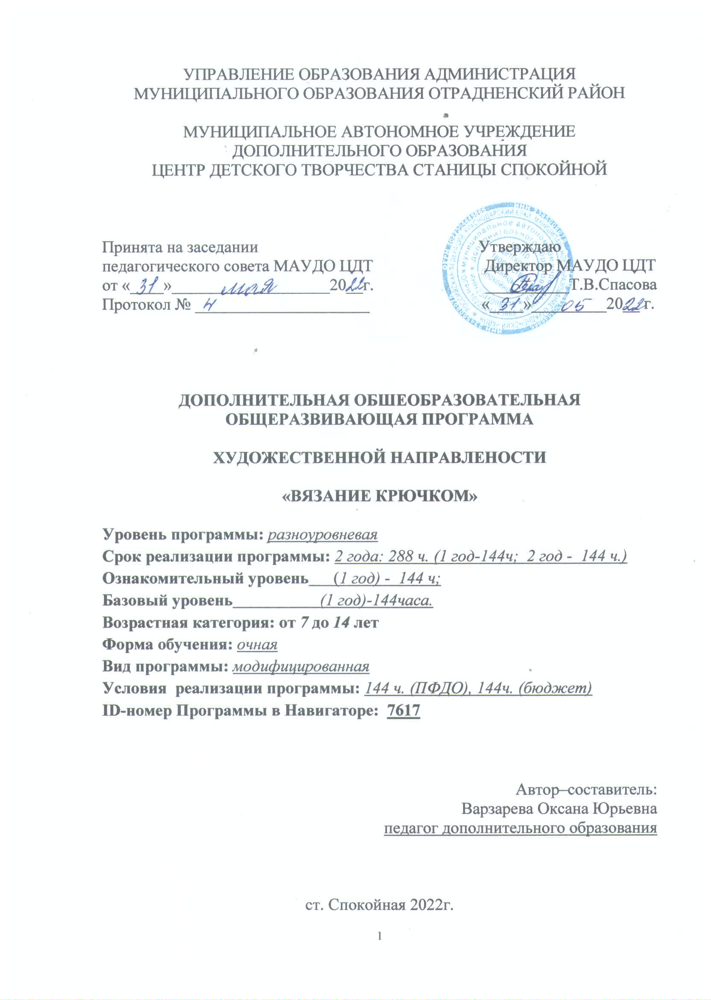 УПРАВЛЕНИЕ ОБРАЗОВАНИЯ АДМИНИСТРАЦИЯ
МУНИЦИПАЛЬНОГО ОБРАЗОВАНИЯ ОТРАДНЕНСКИЙ РАЙОН
МУНИЦИПАЛЬНОЕ АВТОНОМНОЕ УЧРЕЖДЕНИЕ
ДОПОЛНИТЕЛЬНОГО ОБРАЗОВАНИЯ
ЦЕНТР ДЕТСКОГО ТВОРЧЕСТВА СТАНИЦЫ СПОКОЙНОЙ
Принята на заседании
педагогического совета МАУДО ЦДТ
от «31» мая 2022г.
Протокол № 4
Утверждаю
Директор МАУДО ЦДТ
Т.В.Спасова
«31» 05 2022г.
ДОПОЛНИТЕЛЬНАЯ ОБШЕОБРАЗОВАТЕЛЬНАЯ
ОБЩЕРАЗВИВАЮЩАЯ ПРОГРАММА
ХУДОЖЕСТВЕННОЙ НАПРАВЛЕНОСТИ
«ВЯЗАНИЕ КРЮЧКОМ»
Уровень программы: разноуровневая
Срок реализации программы: 2 года: 288 ч. (1 год-144ч; 2 год - 144 ч.)
Ознакомительный уровень___(1 год) - 144 ч;
Базовый уровень__________(1 год)-144часа.
Возрастная категория: от 7 до 14 лет
Форма обучения: очная
Вид программы: модифицированная
Условия реализации программы: 144 ч. (ПФДО), 144ч. (бюджет)
ID-номер Программы в Навигаторе: 7617
Автор–составитель:
Варзарева Оксана Юрьевна
педагог дополнительного образования
ст. Спокойная 2022г.
1